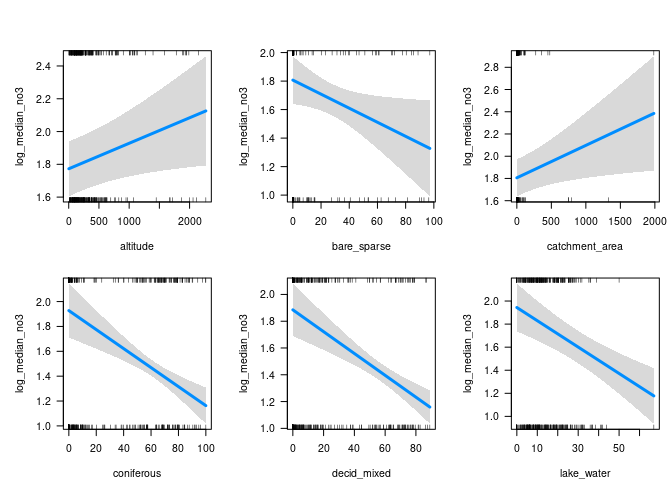 log_median_no3
1.6 1.8 2.0 2.2 2.4
0 500 1000 2000
altitude
log_median_no3
1.0 1.2 1.4 1.6 1.8 2.0
0 20 40 60 80 100
bare_sparse
log_median_no3
1.6 1.8 2.0 2.2 2.4 2.6 2.8
0 500 1000 1500 2000
catchment_area
log_median_no3
1.0 1.2 1.4 1.6 1.8 2.0
0 20 40 60 80 100
coniferous
log_median_no3
1.0 1.2 1.4 1.6 1.8 2.0 2.2
0 20 40 60 80
decid_mixed
log_median_no3
1.0 1.2 1.4 1.6 1.8 2.0
0 10 30 50
lake_water